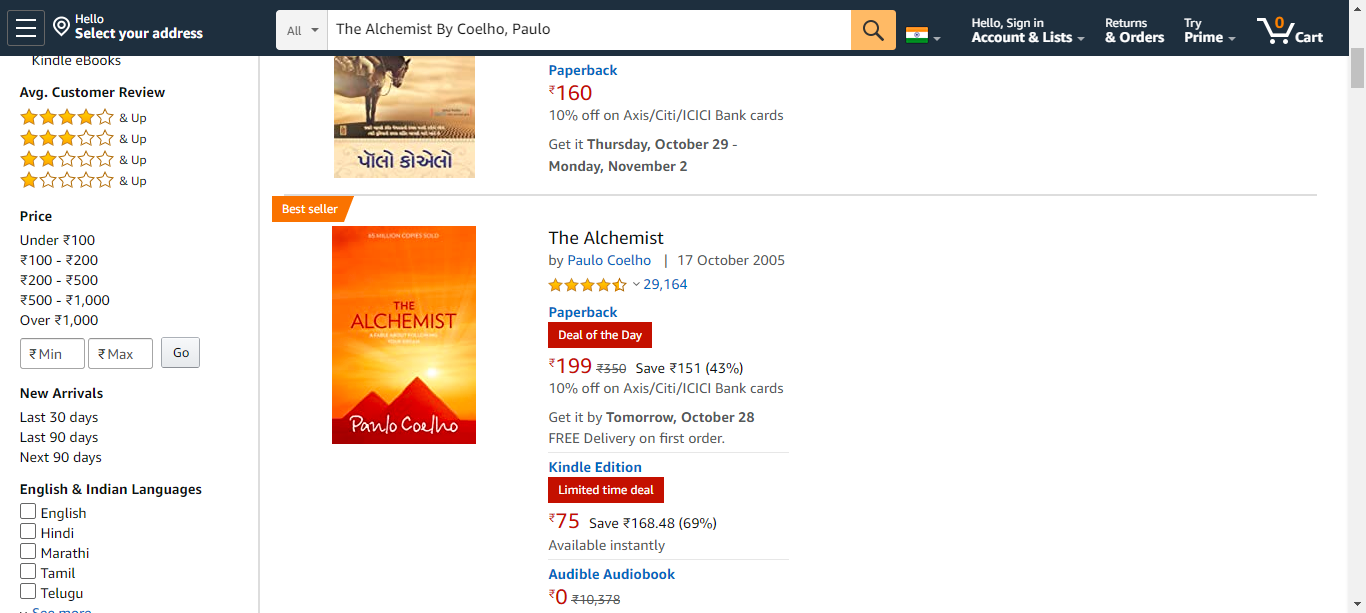 Hello
Select your address
All
The Alchemist By Coelho, Paulo
Hello, Sign in
Account & Lists
Returns
& Orders
Try
Prime
0
Cart
Kindle eBooks
Avg. Customer Review
& Up
& Up
& Up
& Up
Price
Under ₹100
₹100 - ₹200
₹200 - ₹500
₹500 - ₹1,000
Over ₹1,000
₹ Min
₹ Max
Go
New Arrivals
Last 30 days
Last 90 days
Next 90 days
English & Indian Languages
English
Hindi
Marathi
Tamil
Telugu
See more
પૉલો કોએલો
Paperback
₹160
10% off on Axis/Citi/ICICI Bank cards
Get it Thursday, October 29 -
Monday, November 2
Best seller
65 MILLION COPIES SOLD
THE
ALCHEMIST
A FABLE ABOUT FOLLOWING
YOUR DREAM
Paulo Coelho
The Alchemist
by Paulo Coelho | 17 October 2005
29,164
Paperback
Deal of the Day
₹199 ₹350 Save ₹151 (43%)
10% off on Axis/Citi/ICICI Bank cards
Get it by Tomorrow, October 28
FREE Delivery on first order.
Kindle Edition
Limited time deal
₹75 Save ₹168.48 (69%)
Available instantly
Audible Audiobook
₹0 ₹10,378